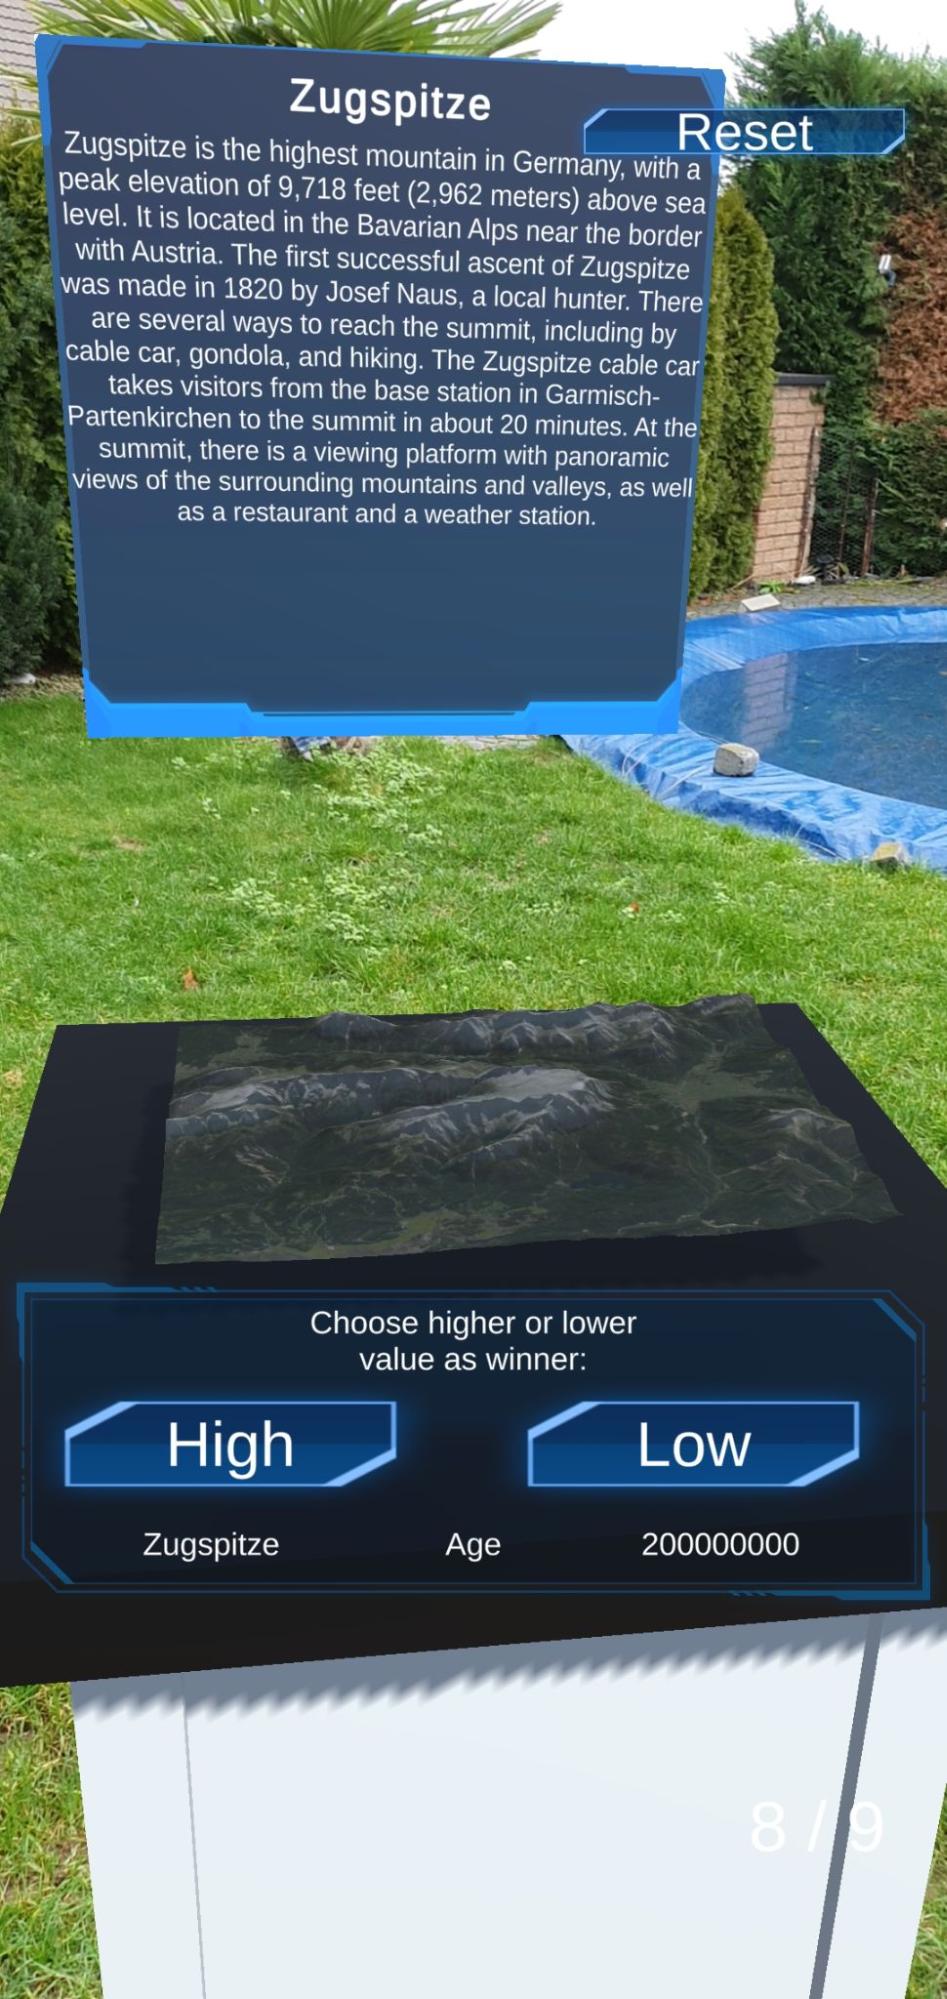 Zugspitze
Reset
Zugspitze is the highest mountain in Germany, with a
peak elevation of 9,718 feet (2,962 meters) above sea
level. It is located in the Bavarian Alps near the border
with Austria. The first successful ascent of Zugspitze
was made in 1820 by Josef Naus, a local hunter. There
are several ways to reach the summit, including by
cable car, gondola, and hiking. The Zugspitze cable car
takes visitors from the base station in Garmisch-
Partenkirchen to the summit in about 20 minutes. At the
summit, there is a viewing platform with panoramic
views of the surrounding mountains and valleys, as well
as a restaurant and a weather station.
Choose higher or lower
value as winner:
High Low
Zugspitze Age 200000000
8 / 9